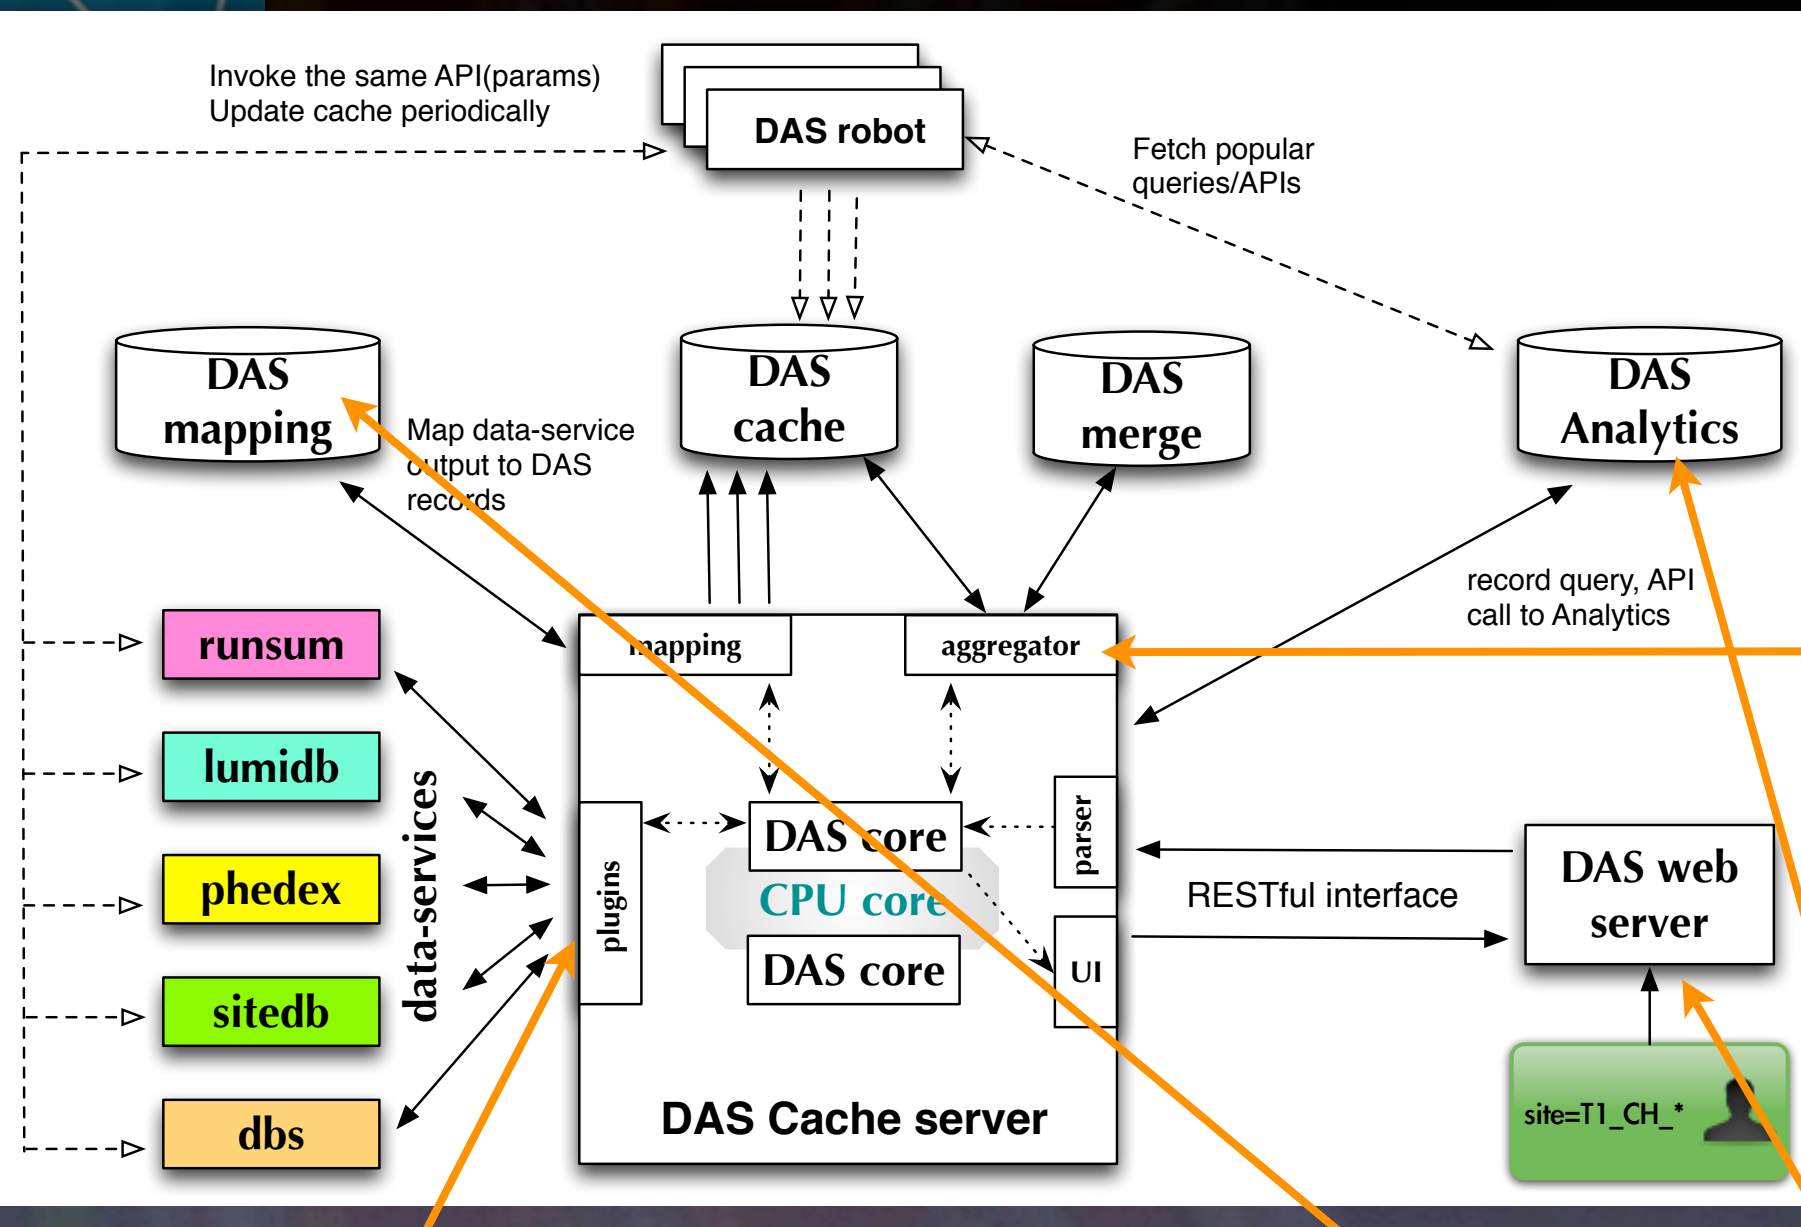 Invoke the same API(params)
Update cache periodically
DAS robot
Fetch popular
queries/APIs
DAS
mapping
Map data-service
output to DAS
records
DAS
cache
DAS
merge
DAS
Analytics
record query, API
call to Analytics
mapping
aggregator
runsum
lumidb
phedex
sitedb
dbs
data-services
plugins
DAS core
CPU core
DAS core
parser
UI
DAS Cache server
RESTful interface
DAS web
server
site=T1_CH_*